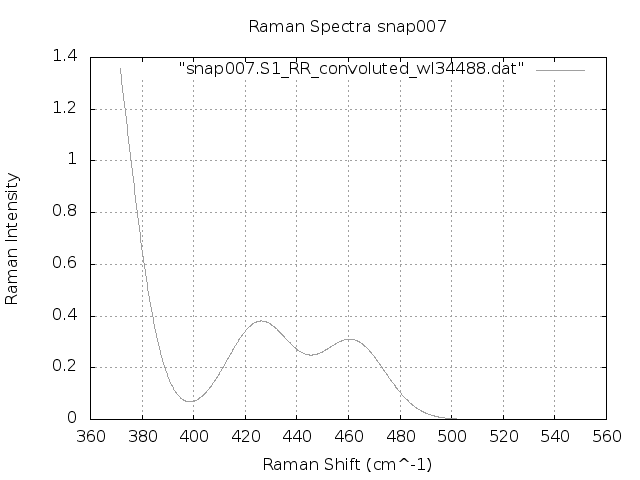 Raman Spectra snap007
"snap007.S1_RR_convoluted_wl34488.dat"
Raman Intensity
1.4
1.2
1
0.8
0.6
0.4
0.2
0
360 380 400 420 440 460 480 500 520 540 560
Raman Shift (cm^-1)